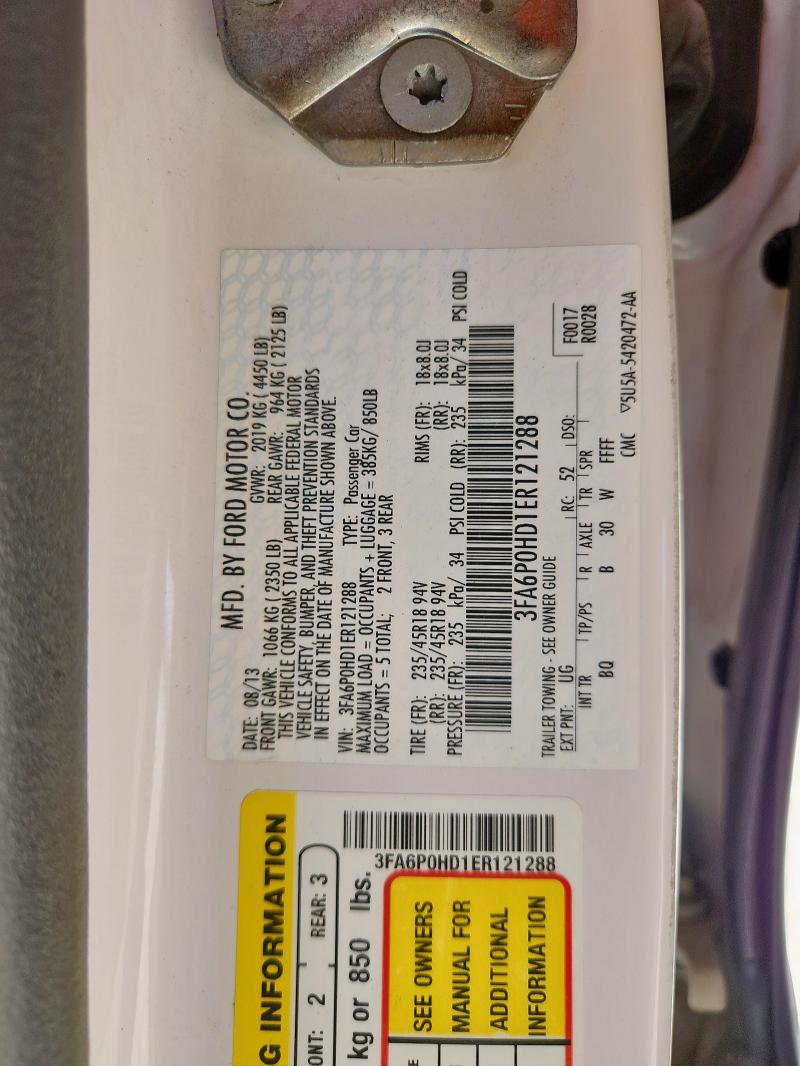 MFD. BY FORD MOTOR CO.
DATE: 08/13 GVWR: 2019 KG ( 4450 LB)
FRONT GAWR: 1066 KG ( 2350 LB) REAR GAWR: 964 KG ( 2125 LB)
THIS VEHICLE CONFORMS TO ALL APPLICABLE FEDERAL MOTOR
VEHICLE SAFETY, BUMPER, AND THEFT PREVENTION STANDARDS
IN EFFECT ON THE DATE OF MANUFACTURE SHOWN ABOVE.
VIN: 3FA6P0HD1ER121288 TYPE: Passenger Car
MAXIMUM LOAD = OCCUPANTS + LUGGAGE = 385KG/ 850LB
OCCUPANTS = 5 TOTAL; 2 FRONT, 3 REAR
TIRE (FR): 235/45R18 94V RIMS (FR): 18x8.0J
(RR): 235/45R18 94V (RR): 18x8.0J
PRESSURE (FR): 235 kPa/ 34 PSI COLD (RR): 235 kPa/ 34 PSI COLD
3FA6P0HD1ER121288
TRAILER TOWING - SEE OWNER GUIDE
EXT PNT: UG RC: 52 DSO: F0017
R0028
INT TR TP/PS R AXLE TR SPR
BQ B 30 W FFFF
CMC ▽5U5A-5420472-AA
G INFORMATION
ONT: 2 REAR: 3
kg or 850 lbs.
3FA6P0HD1ER121288
SEE OWNERS
MANUAL FOR
ADDITIONAL
INFORMATION